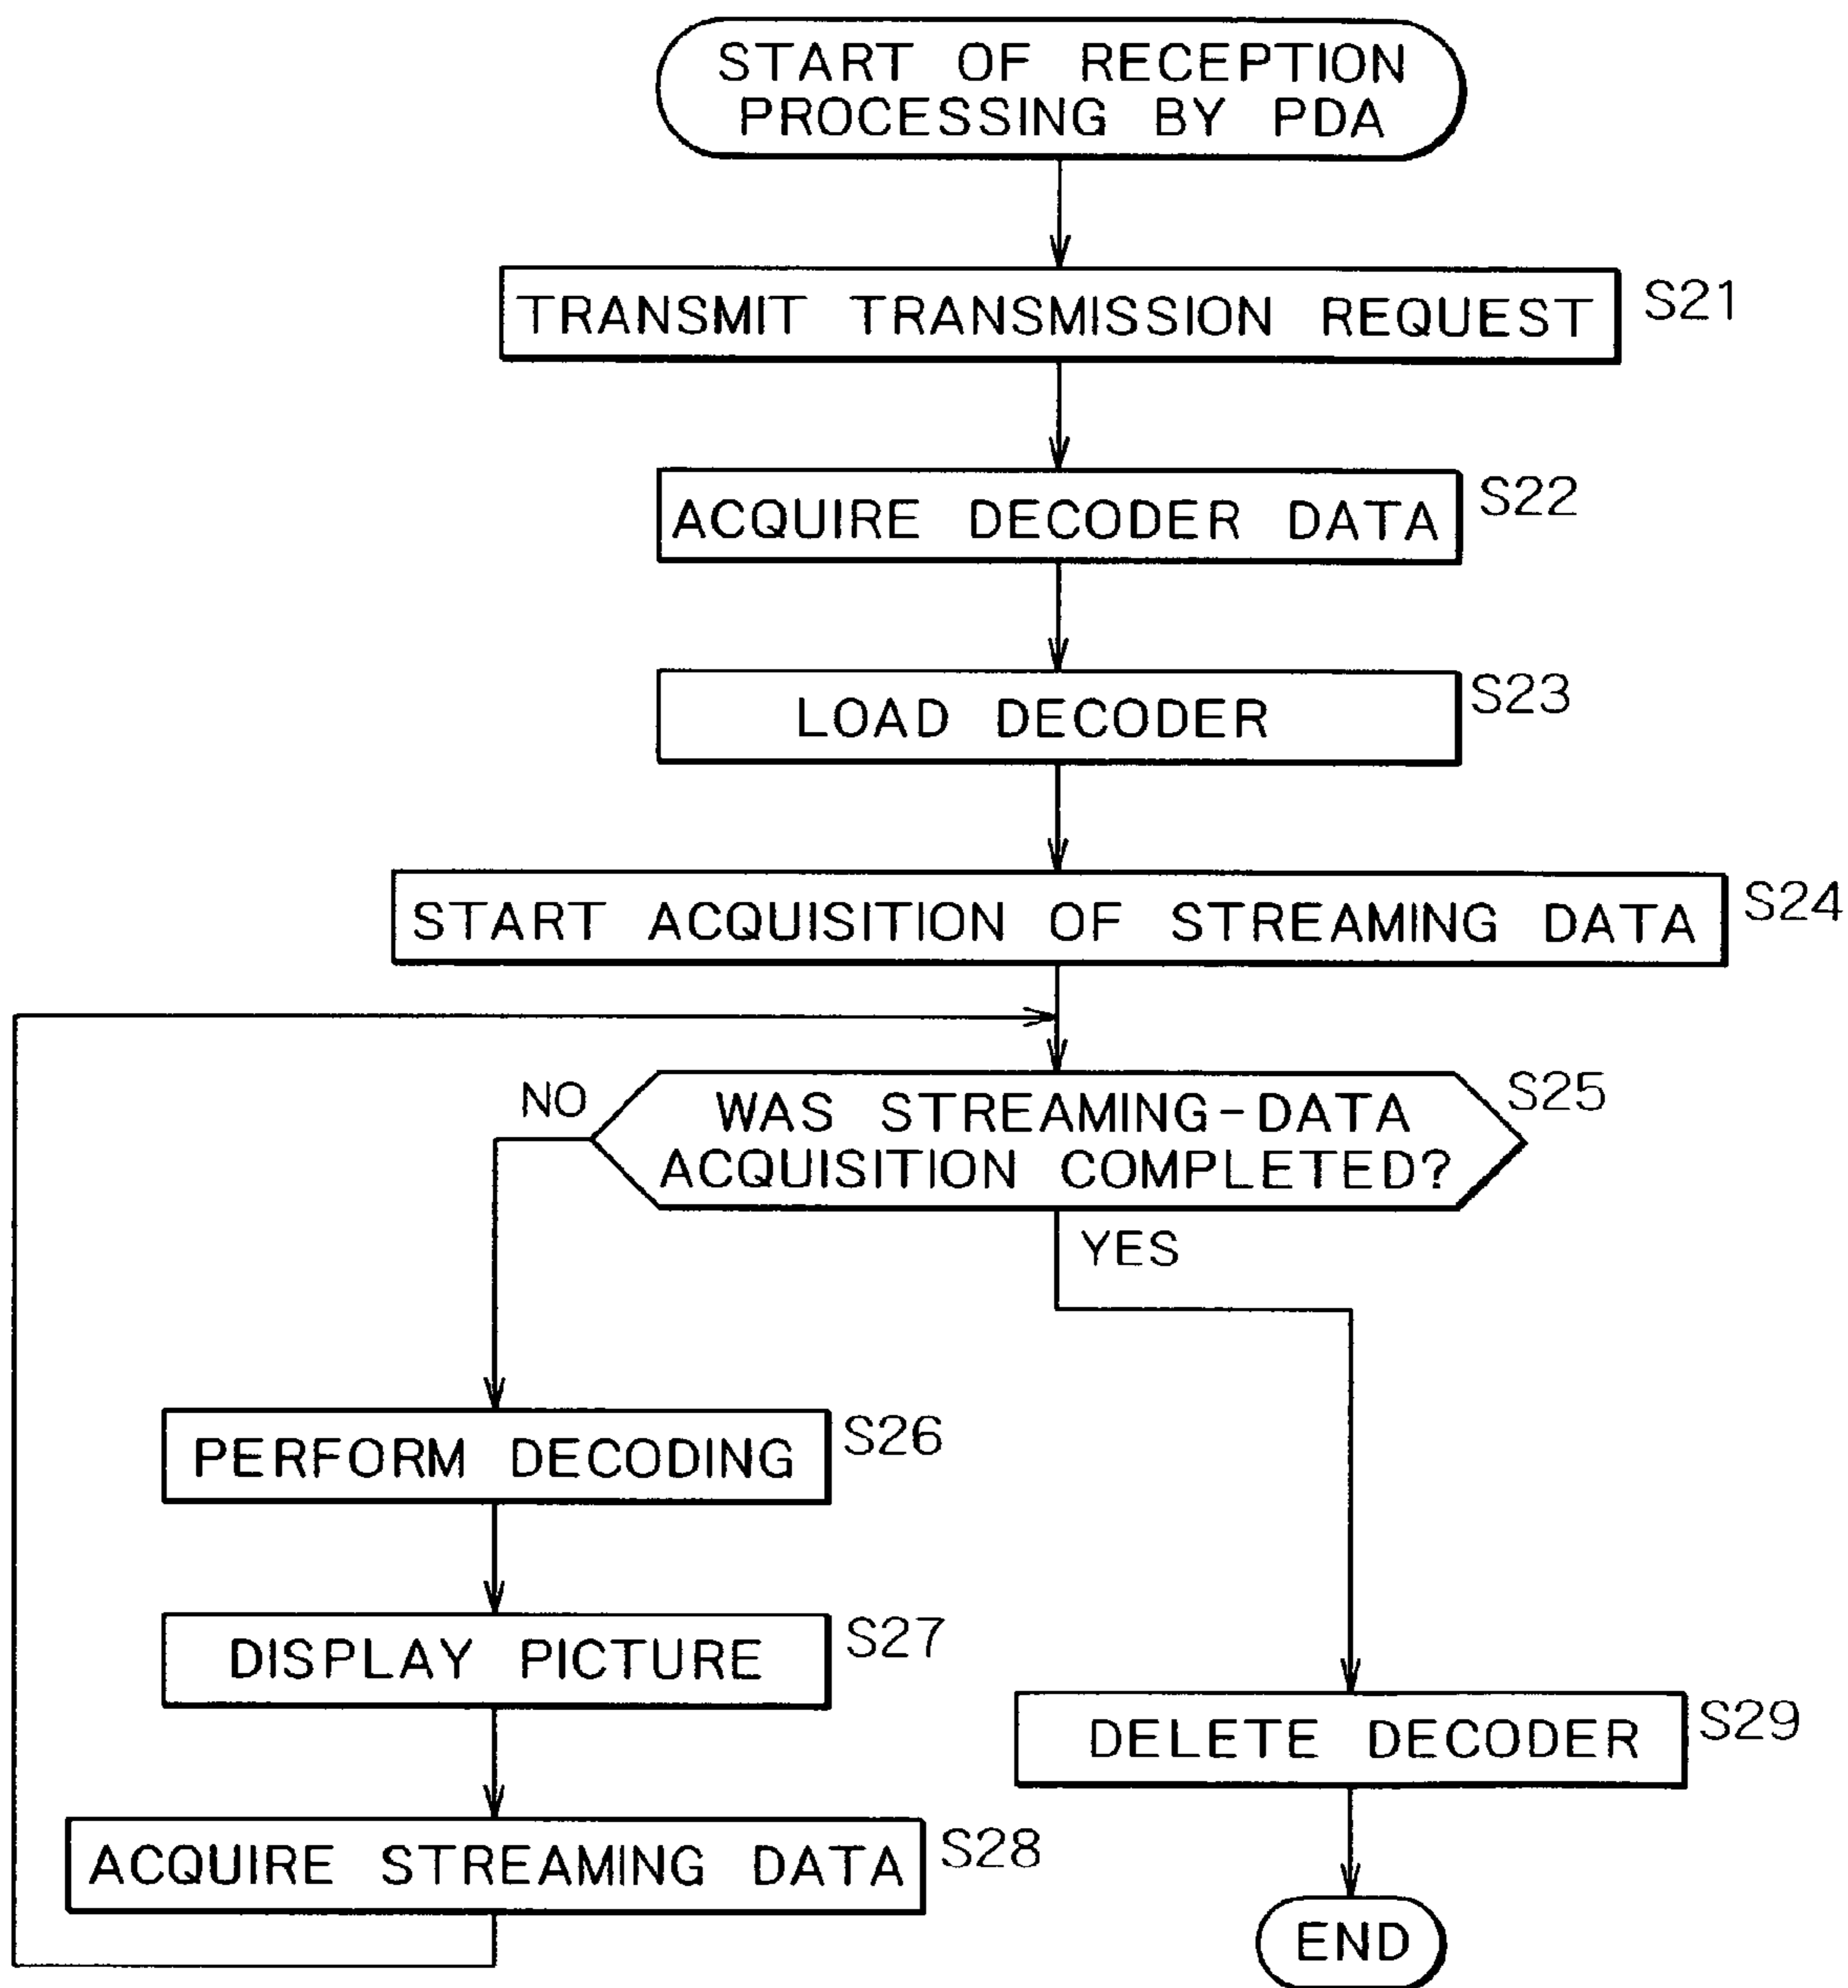 START OF RECEPTION
PROCESSING BY PDA
TRANSMIT TRANSMISSION REQUEST
S21
ACQUIRE DECODER DATA
S22
LOAD DECODER
S23
START ACQUISITION OF STREAMING DATA
S24
WAS STREAMING-DATA
ACQUISITION COMPLETED?
S25
NO
YES
PERFORM DECODING
S26
DISPLAY PICTURE
S27
ACQUIRE STREAMING DATA
S28
DELETE DECODER
S29
END